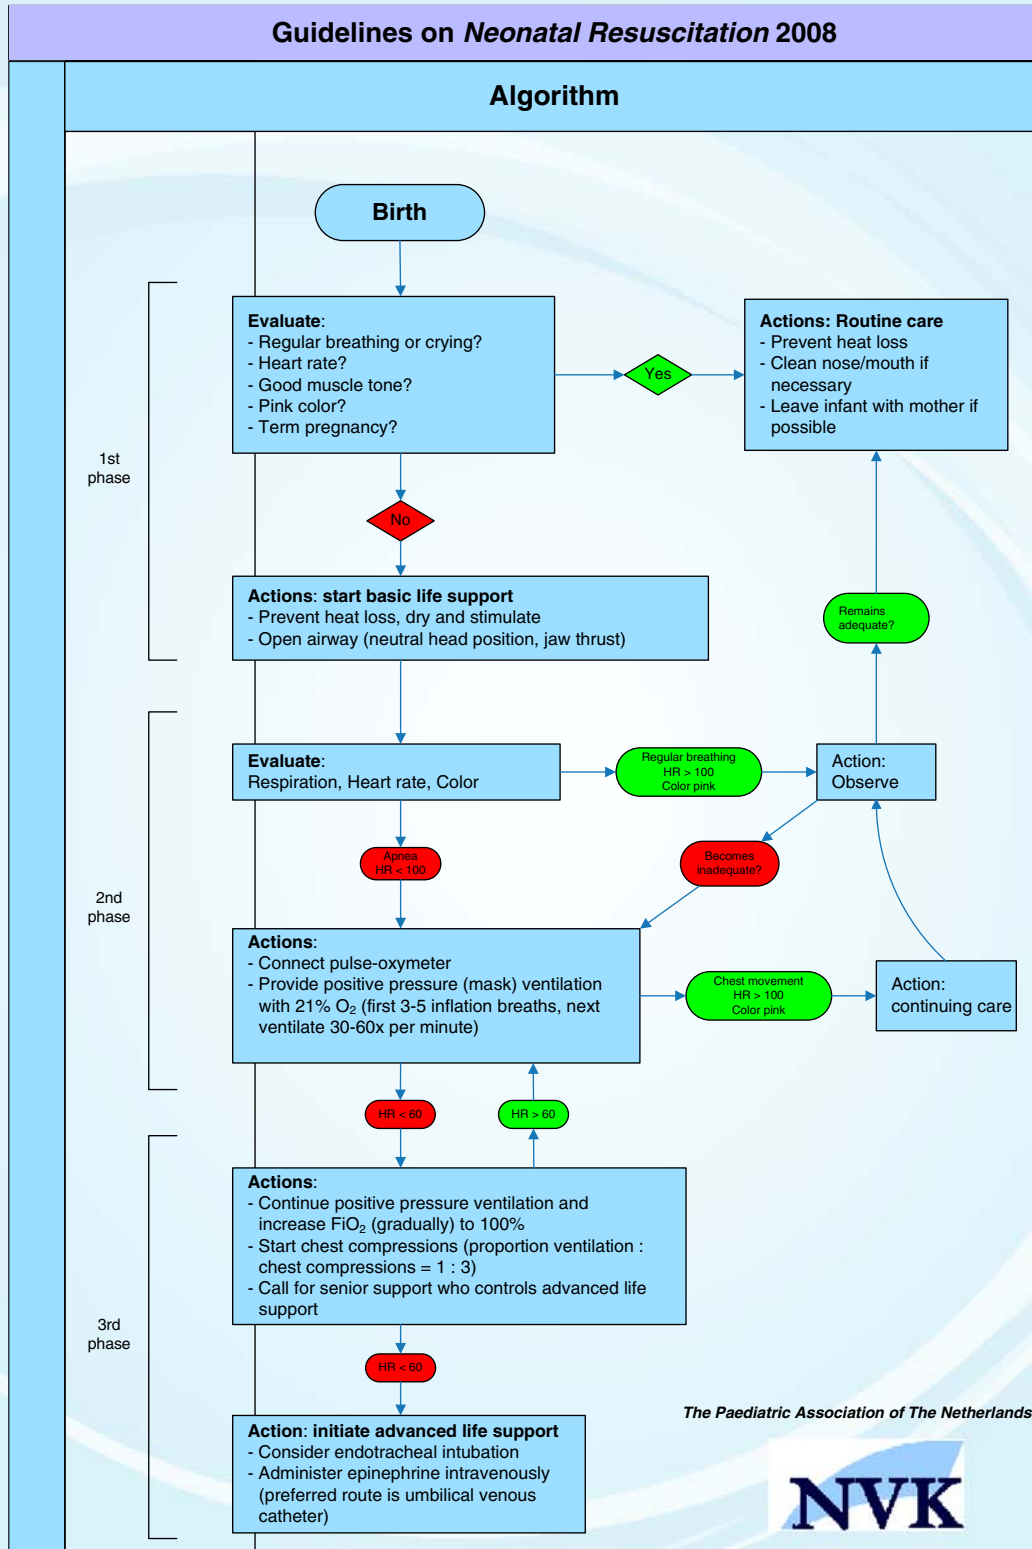 Guidelines on Neonatal Resuscitation 2008
Algorithm
Birth
1st
phase
Evaluate:
- Regular breathing or crying?
- Heart rate?
- Good muscle tone?
- Pink color?
- Term pregnancy?
Yes
Actions: Routine care
- Prevent heat loss
- Clean nose/mouth if
necessary
- Leave infant with mother if
possible
No
Actions: start basic life support
- Prevent heat loss, dry and stimulate
- Open airway (neutral head position, jaw thrust)
Remains
adequate?
2nd
phase
Evaluate:
Respiration, Heart rate, Color
Regular breathing
HR > 100
Color pink
Action:
Observe
Apnea
HR < 100
Becomes
inadequate?
Actions:
- Connect pulse-oxymeter
- Provide positive pressure (mask) ventilation
with 21% O₂ (first 3-5 inflation breaths, next
ventilate 30-60x per minute)
Chest movement
HR > 100
Color pink
Action:
continuing care
HR < 60
HR > 60
3rd
phase
Actions:
- Continue positive pressure ventilation and
increase FiO₂ (gradually) to 100%
- Start chest compressions (proportion ventilation :
chest compressions = 1 : 3)
- Call for senior support who controls advanced life
support
HR < 60
Action: initiate advanced life support
- Consider endotracheal intubation
- Administer epinephrine intravenously
(preferred route is umbilical venous
catheter)
The Paediatric Association of The Netherlands
NVK